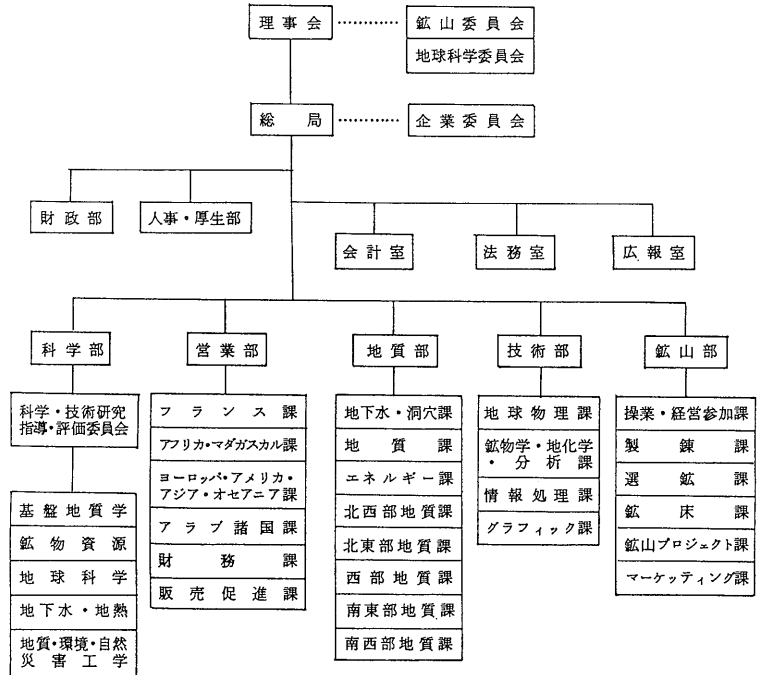 理事会
鉱山委員会
地球科学委員会
総局
企業委員会
財政部
人事・厚生部
会計室
法務室
広報室
科学部
営業部
地質部
技術部
鉱山部
科学・技術研究
指導・評価委員会
基盤地質学
鉱物資源
地球科学
地下水・地熱
地質・環境・自然
災害工学
フランス課
アフリカ・マダガスカル課
ヨーロッパ・アメリカ・
アジア・オセアニア課
アラブ諸国課
財務課
販売促進課
地下水・洞穴課
地質課
エネルギー課
北西部地質課
北東部地質課
西部地質課
南東部地質課
南西部地質課
地球物理課
鉱物学・地化学
・分析課
情報処理課
グラフィック課
操業・経営参加課
製錬課
選鉱課
鉱床課
鉱山プロジェクト課
マーケッティング課